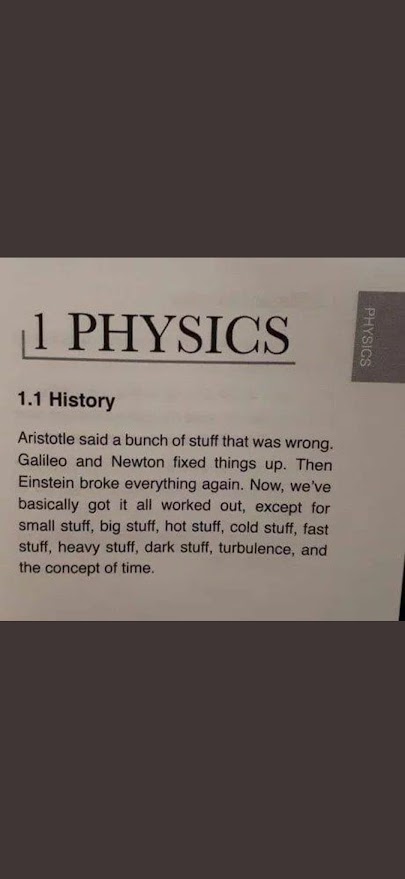 1 PHYSICS
PHYSICS
1.1 History
Aristotle said a bunch of stuff that was wrong.
Galileo and Newton fixed things up. Then
Einstein broke everything again. Now, we've
basically got it all worked out, except for
small stuff, big stuff, hot stuff, cold stuff, fast
stuff, heavy stuff, dark stuff, turbulence, and
the concept of time.